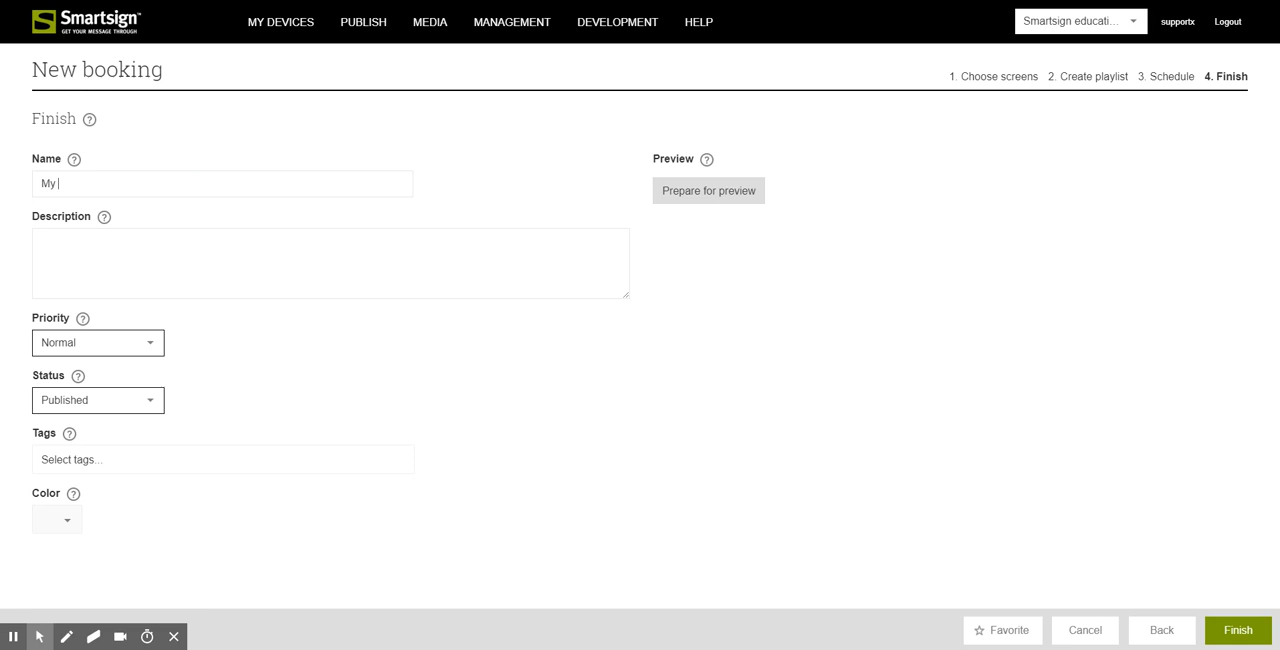 Smartsign™
GET YOUR MESSAGE THROUGH
MY DEVICES PUBLISH MEDIA MANAGEMENT DEVELOPMENT HELP
Smartsign educati... supportx Logout
New booking
1. Choose screens 2. Create playlist 3. Schedule 4. Finish
Finish ?
Name ?
My
Preview ?
Prepare for preview
Description ?
Priority ?
Normal
Status ?
Published
Tags ?
Select tags...
Color ?
Favorite Cancel Back Finish